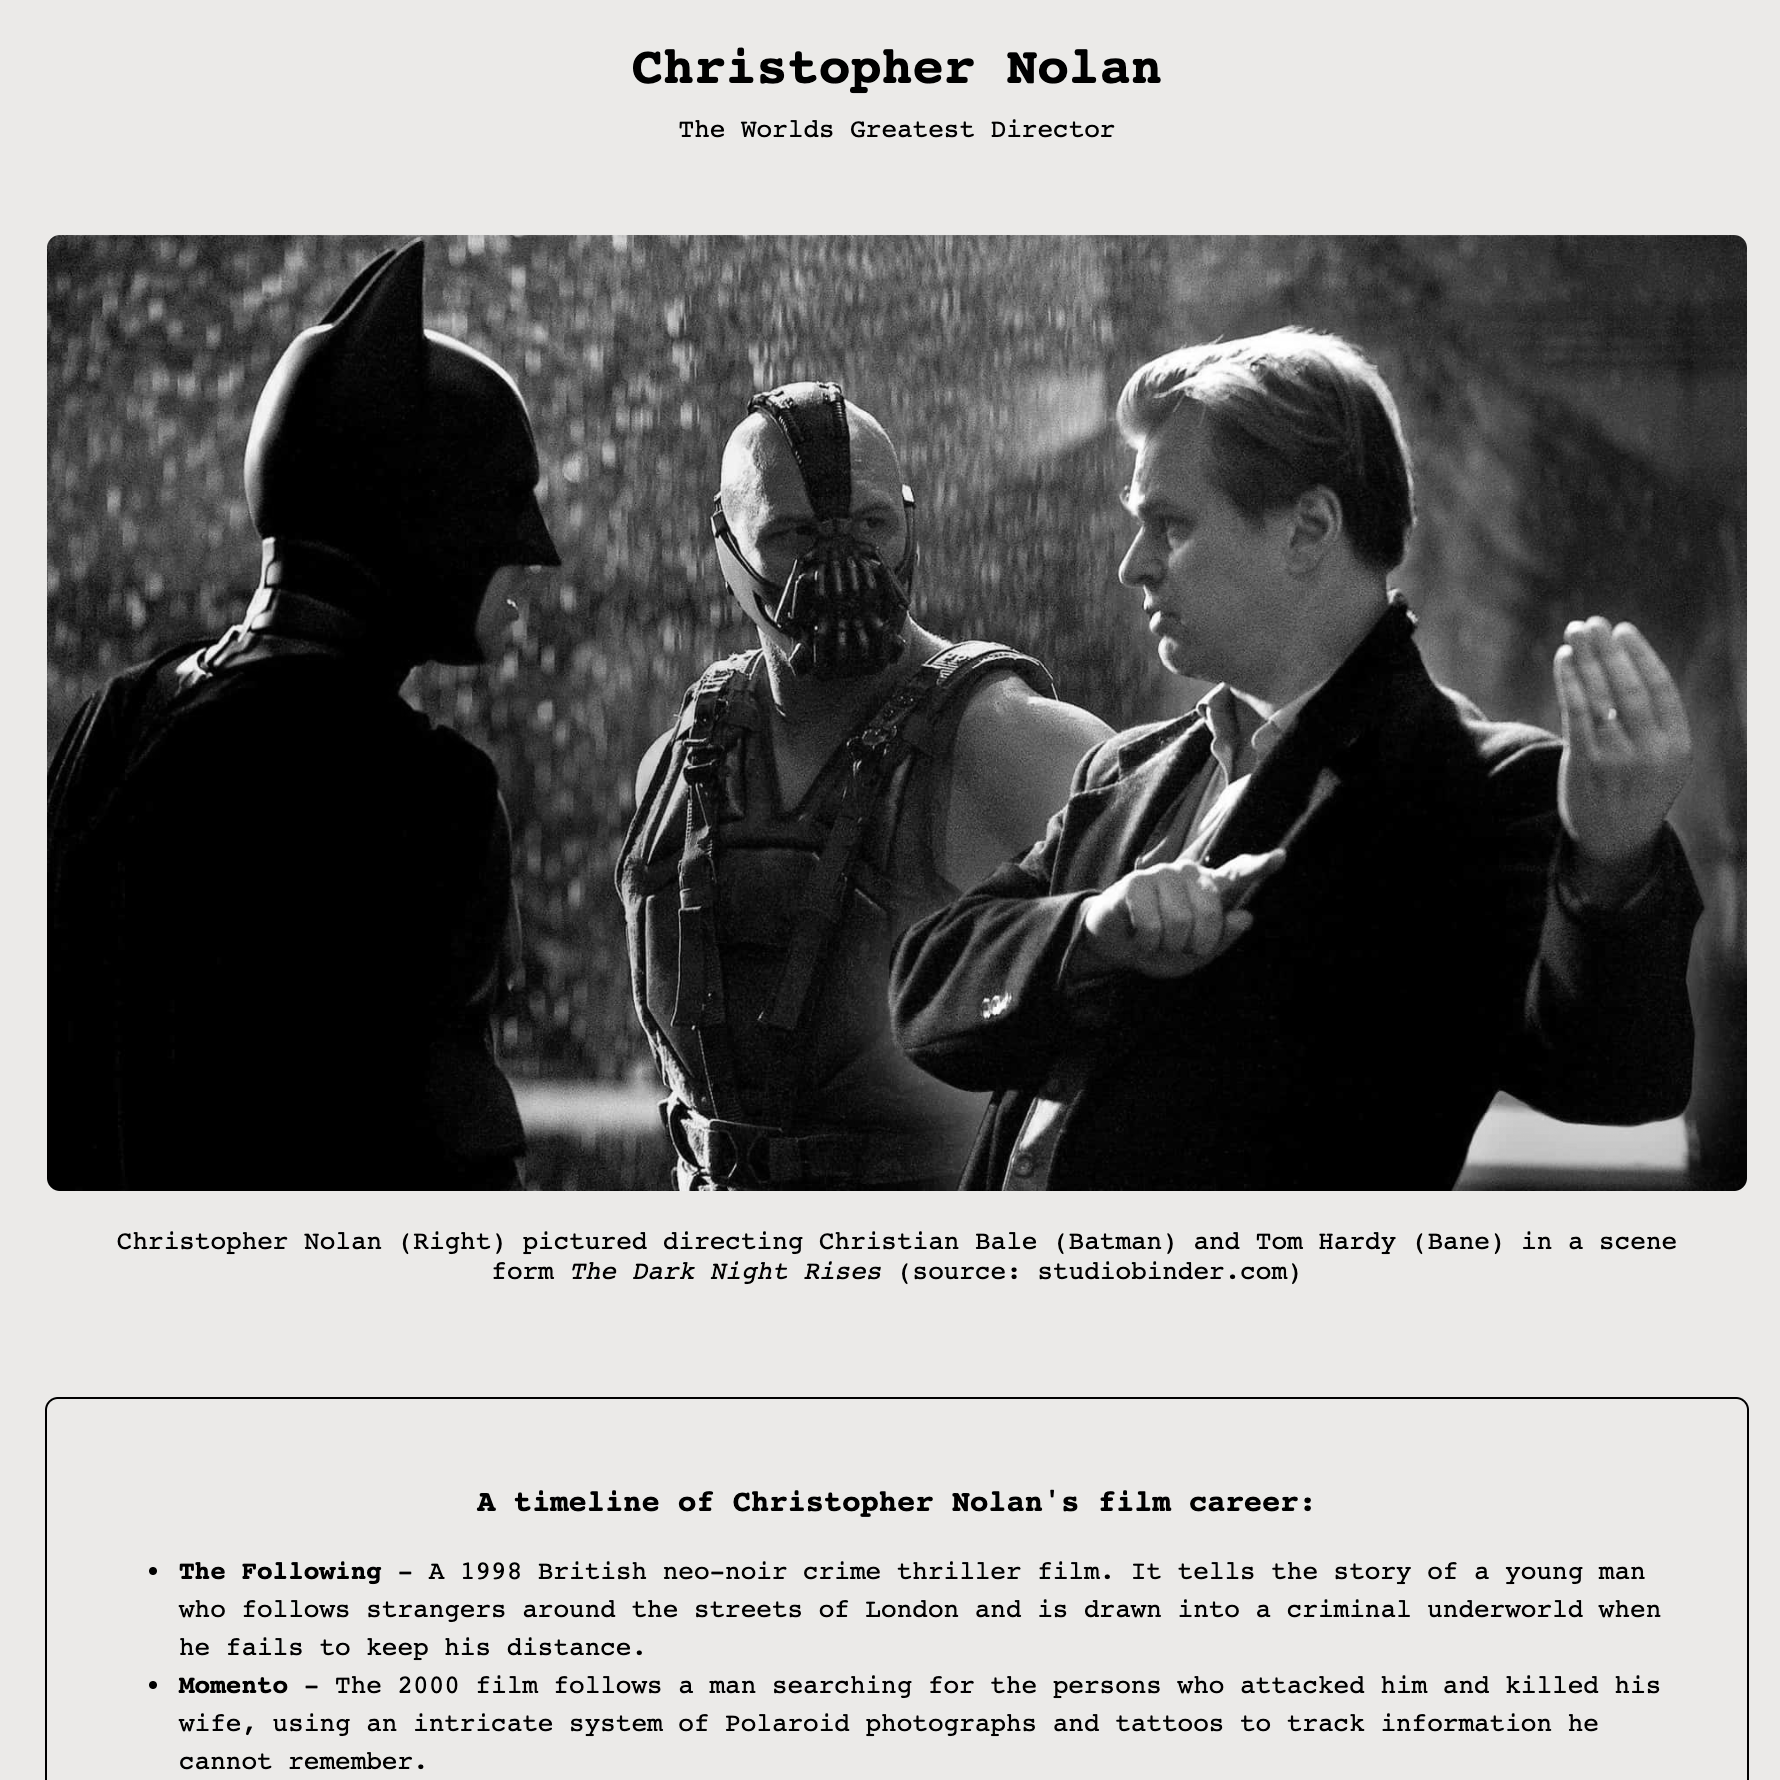 Christopher Nolan
The Worlds Greatest Director
Christopher Nolan (Right) pictured directing Christian Bale (Batman) and Tom Hardy (Bane) in a scene
form The Dark Night Rises (source: studiobinder.com)
A timeline of Christopher Nolan's film career:
• The Following – A 1998 British neo-noir crime thriller film. It tells the story of a young man
who follows strangers around the streets of London and is drawn into a criminal underworld when
he fails to keep his distance.
• Momento – The 2000 film follows a man searching for the persons who attacked him and killed his
wife, using an intricate system of Polaroid photographs and tattoos to track information he
cannot remember.